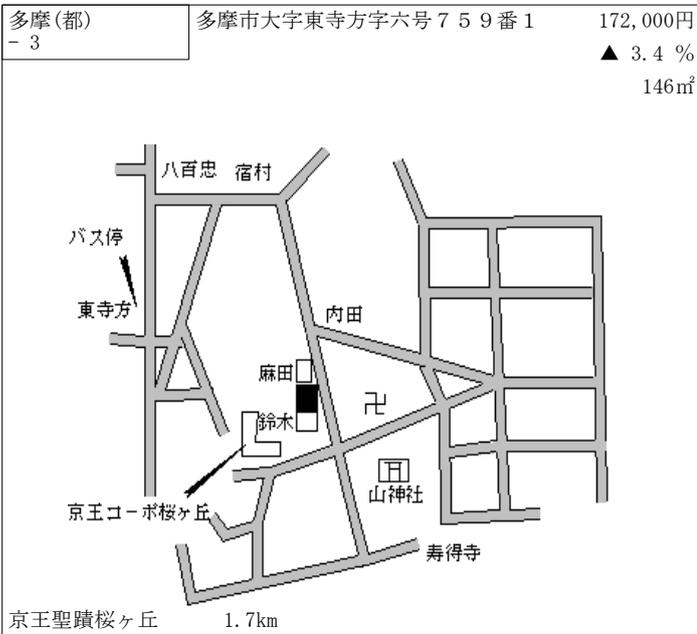 多摩(都)
－３
多摩市大字東寺方字六号７５９番１
172,000円
▲ 3.4 %
146㎡
八百忠
宿村
バス停
東寺方
内田
麻田
鈴木
卍
山神社
京王コーポ桜ヶ丘
寿得寺
京王聖蹟桜ヶ丘
1.7km